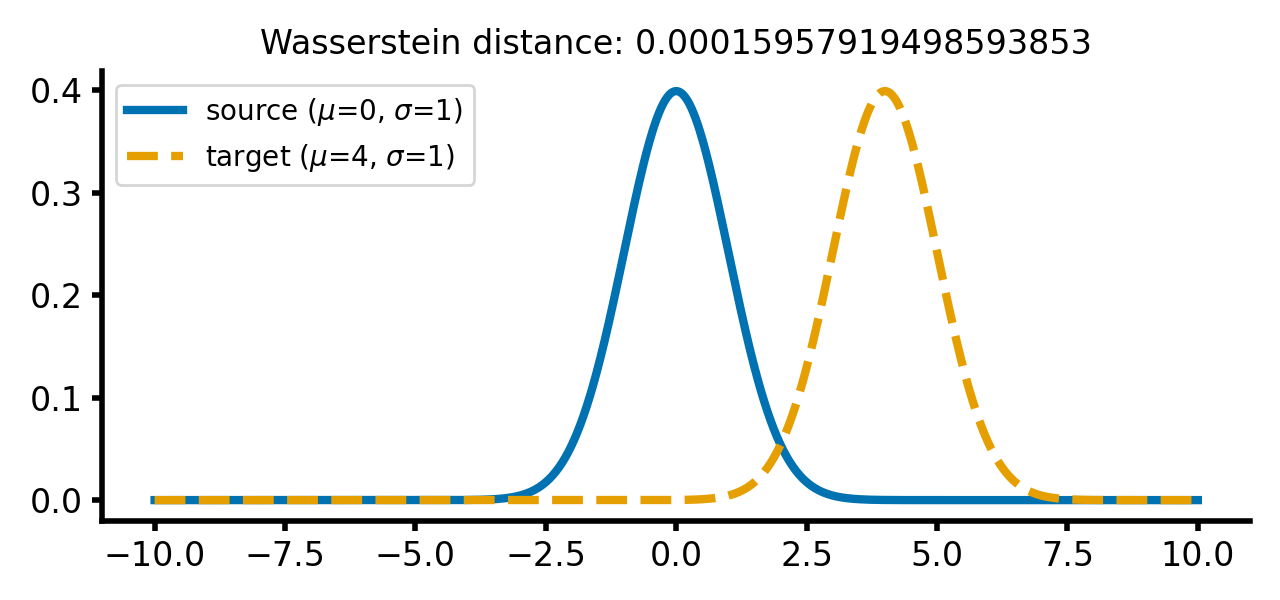 Wasserstein distance: 0.00015957919498593853
source (μ=0, σ=1)
target (μ=4, σ=1)
0.4
0.3
0.2
0.1
0.0
−10.0 −7.5 −5.0 −2.5 0.0 2.5 5.0 7.5 10.0